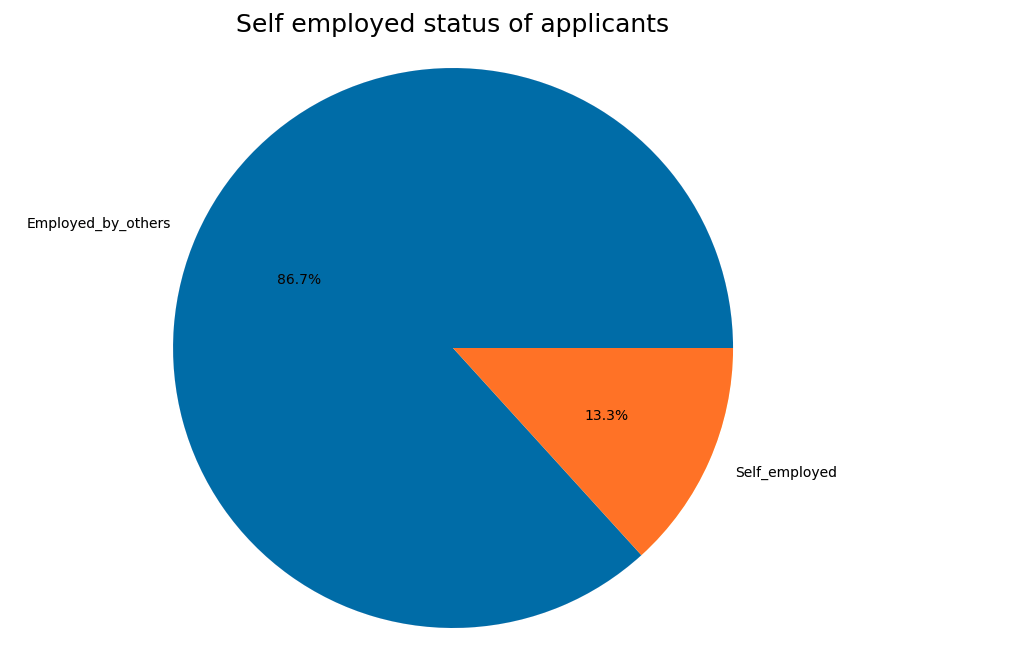 Self employed status of applicants
Employed_by_others
86.7%
13.3%
Self_employed